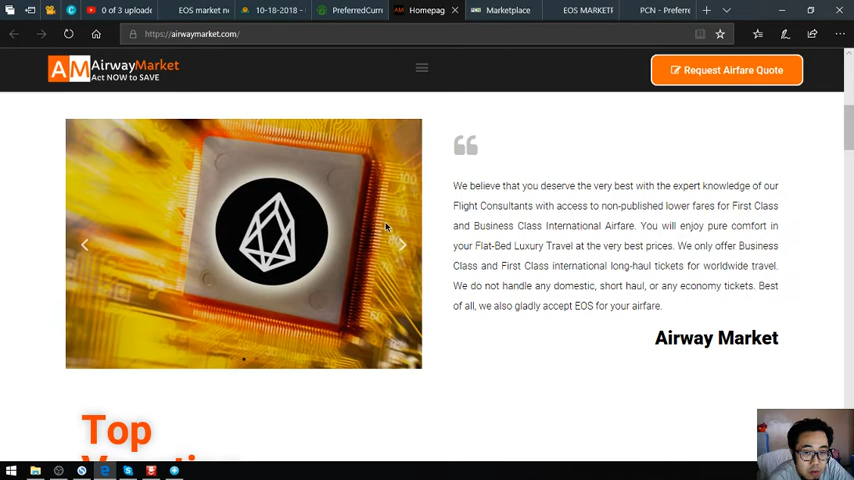 0 of 3 uploade
EOS market ne
10-18-2018 -
PreferredCurr
Homepag
Marketplace
EOS MARKETP
PCN - Preferre
https://airwaymarket.com/
AM AirwayMarket
Act NOW to SAVE
Request Airfare Quote
We believe that you deserve the very best with the expert knowledge of our
Flight Consultants with access to non-published lower fares for First Class
and Business Class International Airfare. You will enjoy pure comfort in
your Flat-Bed Luxury Travel at the very best prices. We only offer Business
Class and First Class international long-haul tickets for worldwide travel.
We do not handle any domestic, short haul, or any economy tickets. Best
of all, we also gladly accept EOS for your airfare.
Airway Market
Top